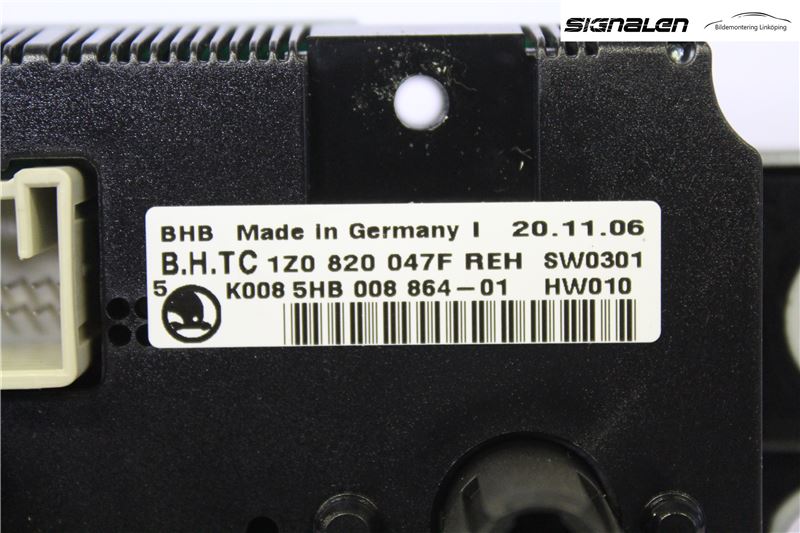 SIGNALEN
Bildemontering Linköping
BHB Made in Germany I 20.11.06
B.H.TC 1Z0 820 047F REH SW0301
5 K008 5HB 008 864-01 HW010